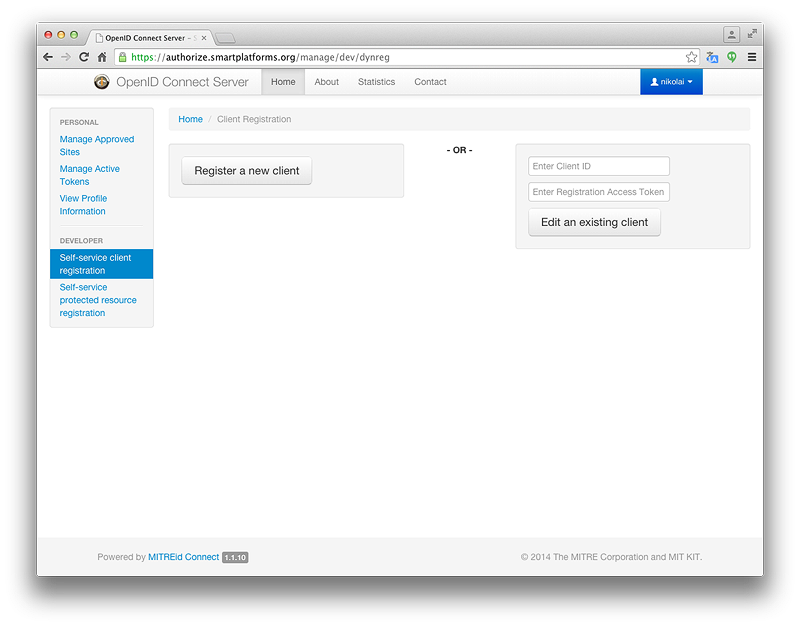 OpenID Connect Server -
https://authorize.smartplatforms.org/manage/dev/dynreg
OpenID Connect Server
Home
About
Statistics
Contact
nikolai
PERSONAL
Manage Approved
Sites
Manage Active
Tokens
View Profile
Information
DEVELOPER
Self-service client
registration
Self-service
protected resource
registration
Home / Client Registration
Register a new client
- OR -
Enter Client ID
Enter Registration Access Token
Edit an existing client
Powered by MITREid Connect 1.1.10
© 2014 The MITRE Corporation and MIT KIT.